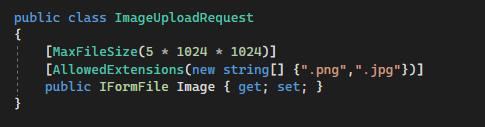 public class ImageUploadRequest
{
    [MaxFileSize(5 * 1024 * 1024)]
    [AllowedExtensions(new string[] {".png",".jpg"})]
    public IFormFile Image { get; set; }
}